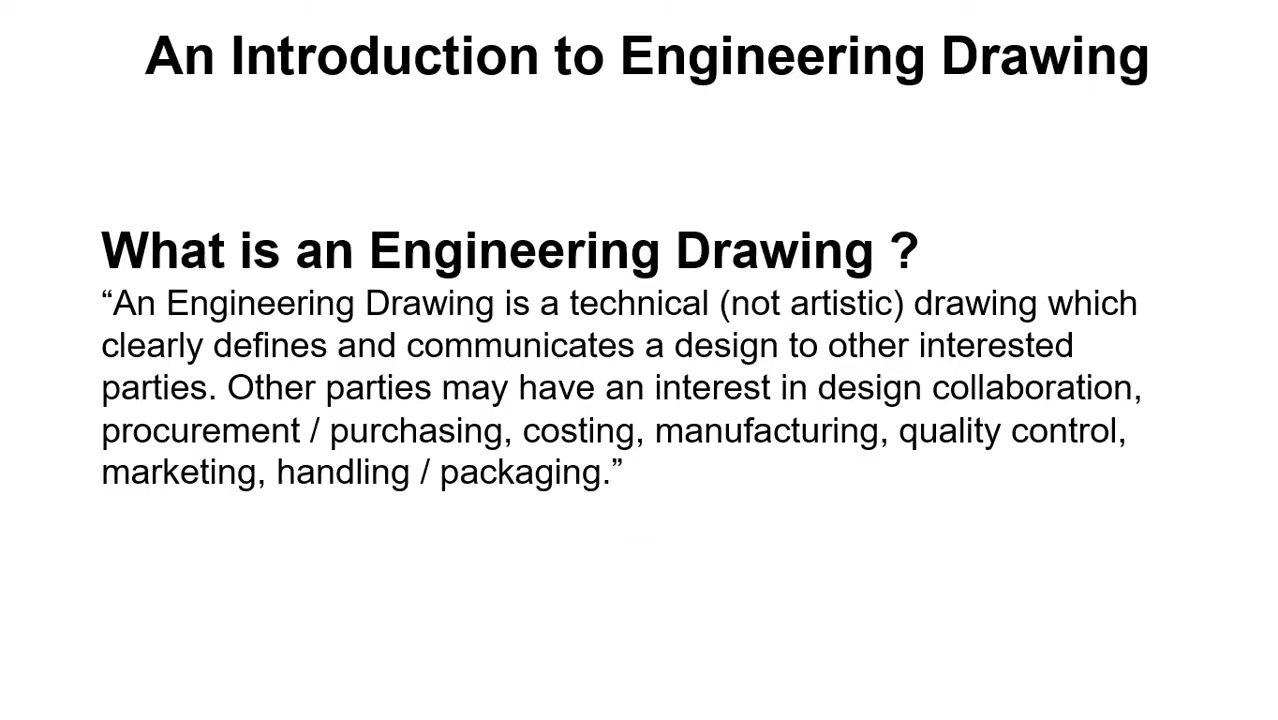 An Introduction to Engineering Drawing
What is an Engineering Drawing ?
“An Engineering Drawing is a technical (not artistic) drawing which
clearly defines and communicates a design to other interested
parties. Other parties may have an interest in design collaboration,
procurement / purchasing, costing, manufacturing, quality control,
marketing, handling / packaging.”